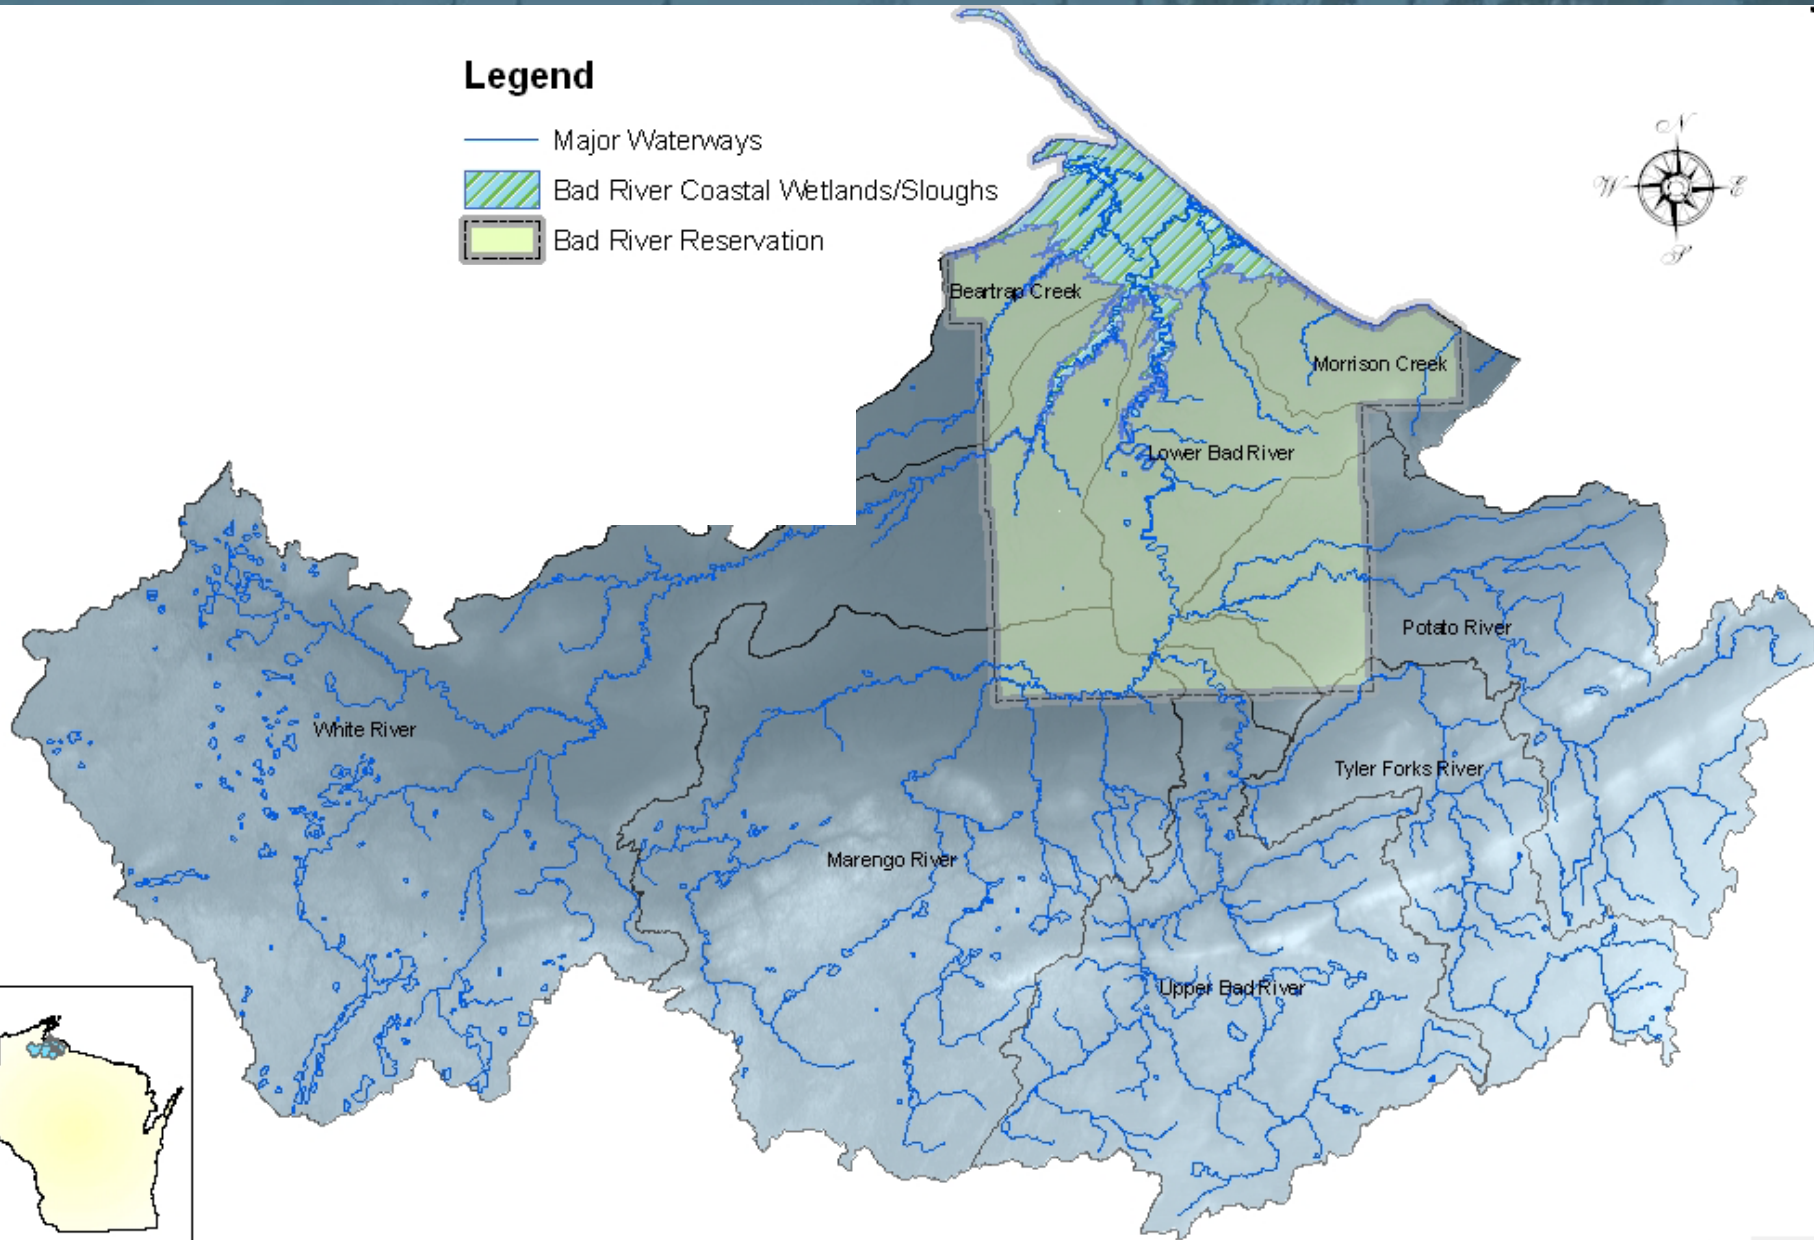 Legend
Major Waterways
Bad River Coastal Wetlands/Sloughs
Bad River Reservation
N
W
E
S
Beartrap Creek
Morrison Creek
Lower Bad River
Potato River
White River
Tyler Forks River
Marengo River
Upper Bad River